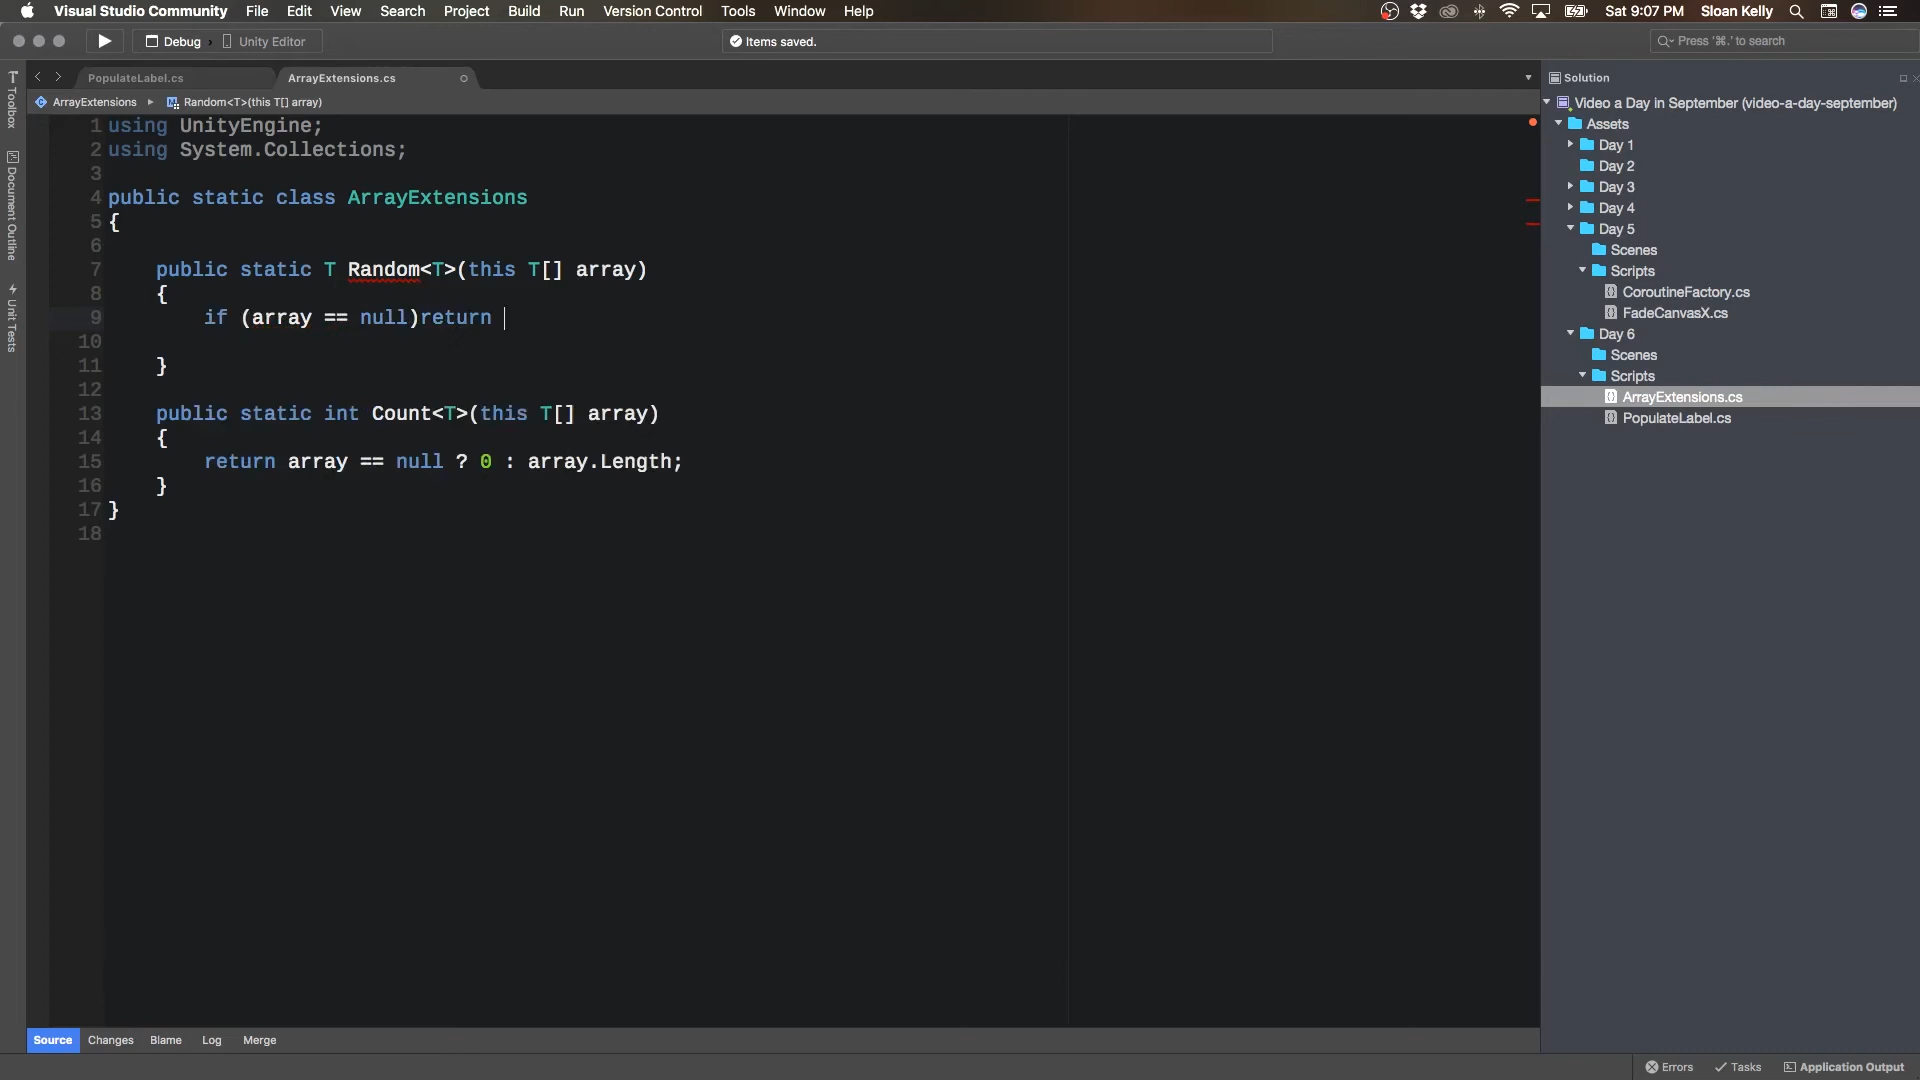 Visual Studio Community File Edit View Search Project Build Run Version Control Tools Window Help Sat 9:07 PM Sloan Kelly
Debug Unity Editor Items saved. Press '⌘.' to search
PopulateLabel.cs ArrayExtensions.cs
ArrayExtensions Random<T>(this T[] array)
1 using UnityEngine;
2 using System.Collections;
3
4 public static class ArrayExtensions
5 {
6
7 public static T Random<T>(this T[] array)
8 {
9 if (array == null)return
10
11 }
12
13 public static int Count<T>(this T[] array)
14 {
15 return array == null ? 0 : array.Length;
16 }
17 }
18
Toolbox
Document Outline
Unit Tests
Solution
Video a Day in September (video-a-day-september)
Assets
Day 1
Day 2
Day 3
Day 4
Day 5
Scenes
Scripts
CoroutineFactory.cs
FadeCanvasX.cs
Day 6
Scenes
Scripts
ArrayExtensions.cs
PopulateLabel.cs
Source Changes Blame Log Merge
Errors Tasks Application Output